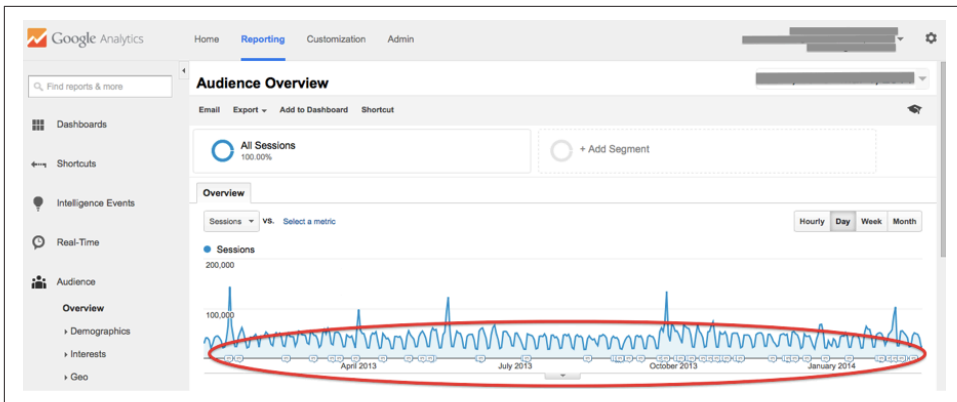 Google Analytics
Home Reporting Customization Admin
Find reports & more
Audience Overview
Email Export Add to Dashboard Shortcut
Dashboards
All Sessions
100.00%
+ Add Segment
Shortcuts
Overview
Intelligence Events
Sessions VS. Select a metric
Hourly Day Week Month
Real-Time
Sessions
200,000
Audience
Overview
100,000
Demographics
Interests
April 2013 July 2013 October 2013 January 2014
Geo